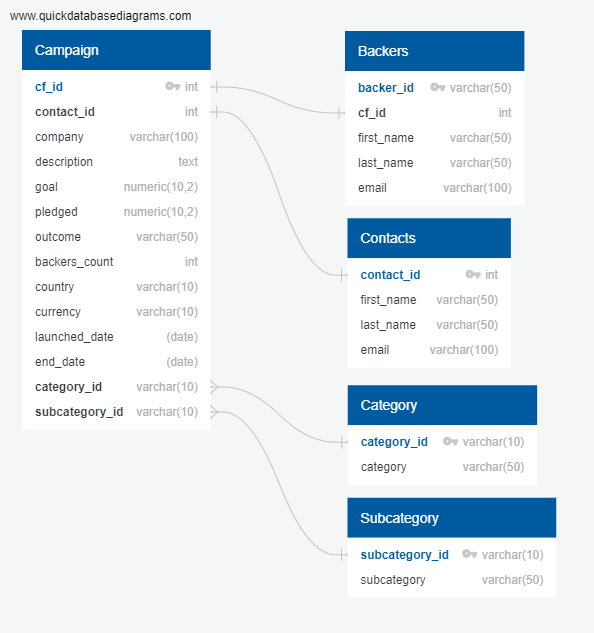 www.quickdatabasediagrams.com
Campaign
cf_id int
contact_id int
company varchar(100)
description text
goal numeric(10,2)
pledged numeric(10,2)
outcome varchar(50)
backers_count int
country varchar(10)
currency varchar(10)
launched_date (date)
end_date (date)
category_id varchar(10)
subcategory_id varchar(10)
Backers
backer_id varchar(50)
cf_id int
first_name varchar(50)
last_name varchar(50)
email varchar(100)
Contacts
contact_id int
first_name varchar(50)
last_name varchar(50)
email varchar(100)
Category
category_id varchar(10)
category varchar(50)
Subcategory
subcategory_id varchar(10)
subcategory varchar(50)